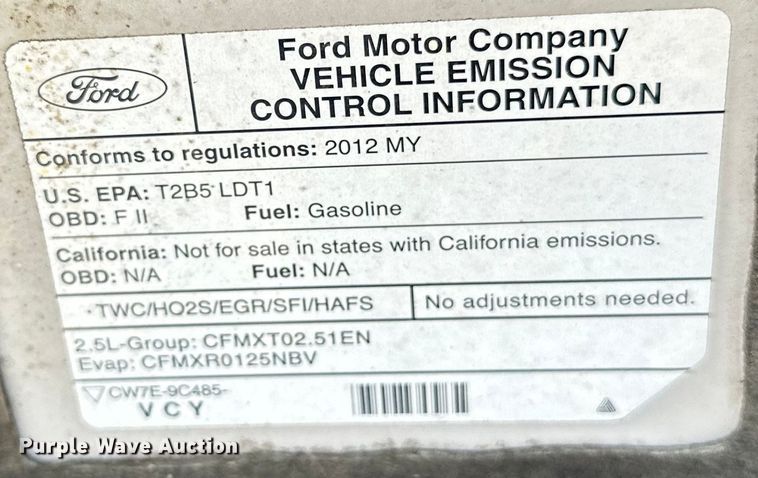 Ford
Ford Motor Company
VEHICLE EMISSION
CONTROL INFORMATION
Conforms to regulations: 2012 MY
U.S. EPA: T2B5 LDT1
OBD: F II Fuel: Gasoline
California: Not for sale in states with California emissions.
OBD: N/A Fuel: N/A
TWC/HO2S/EGR/SFI/HAFS
No adjustments needed.
2.5L-Group: CFMXT02.51EN
Evap: CFMXR0125NBV
CW7E-9C485-
V C Y
Purple Wave Auction